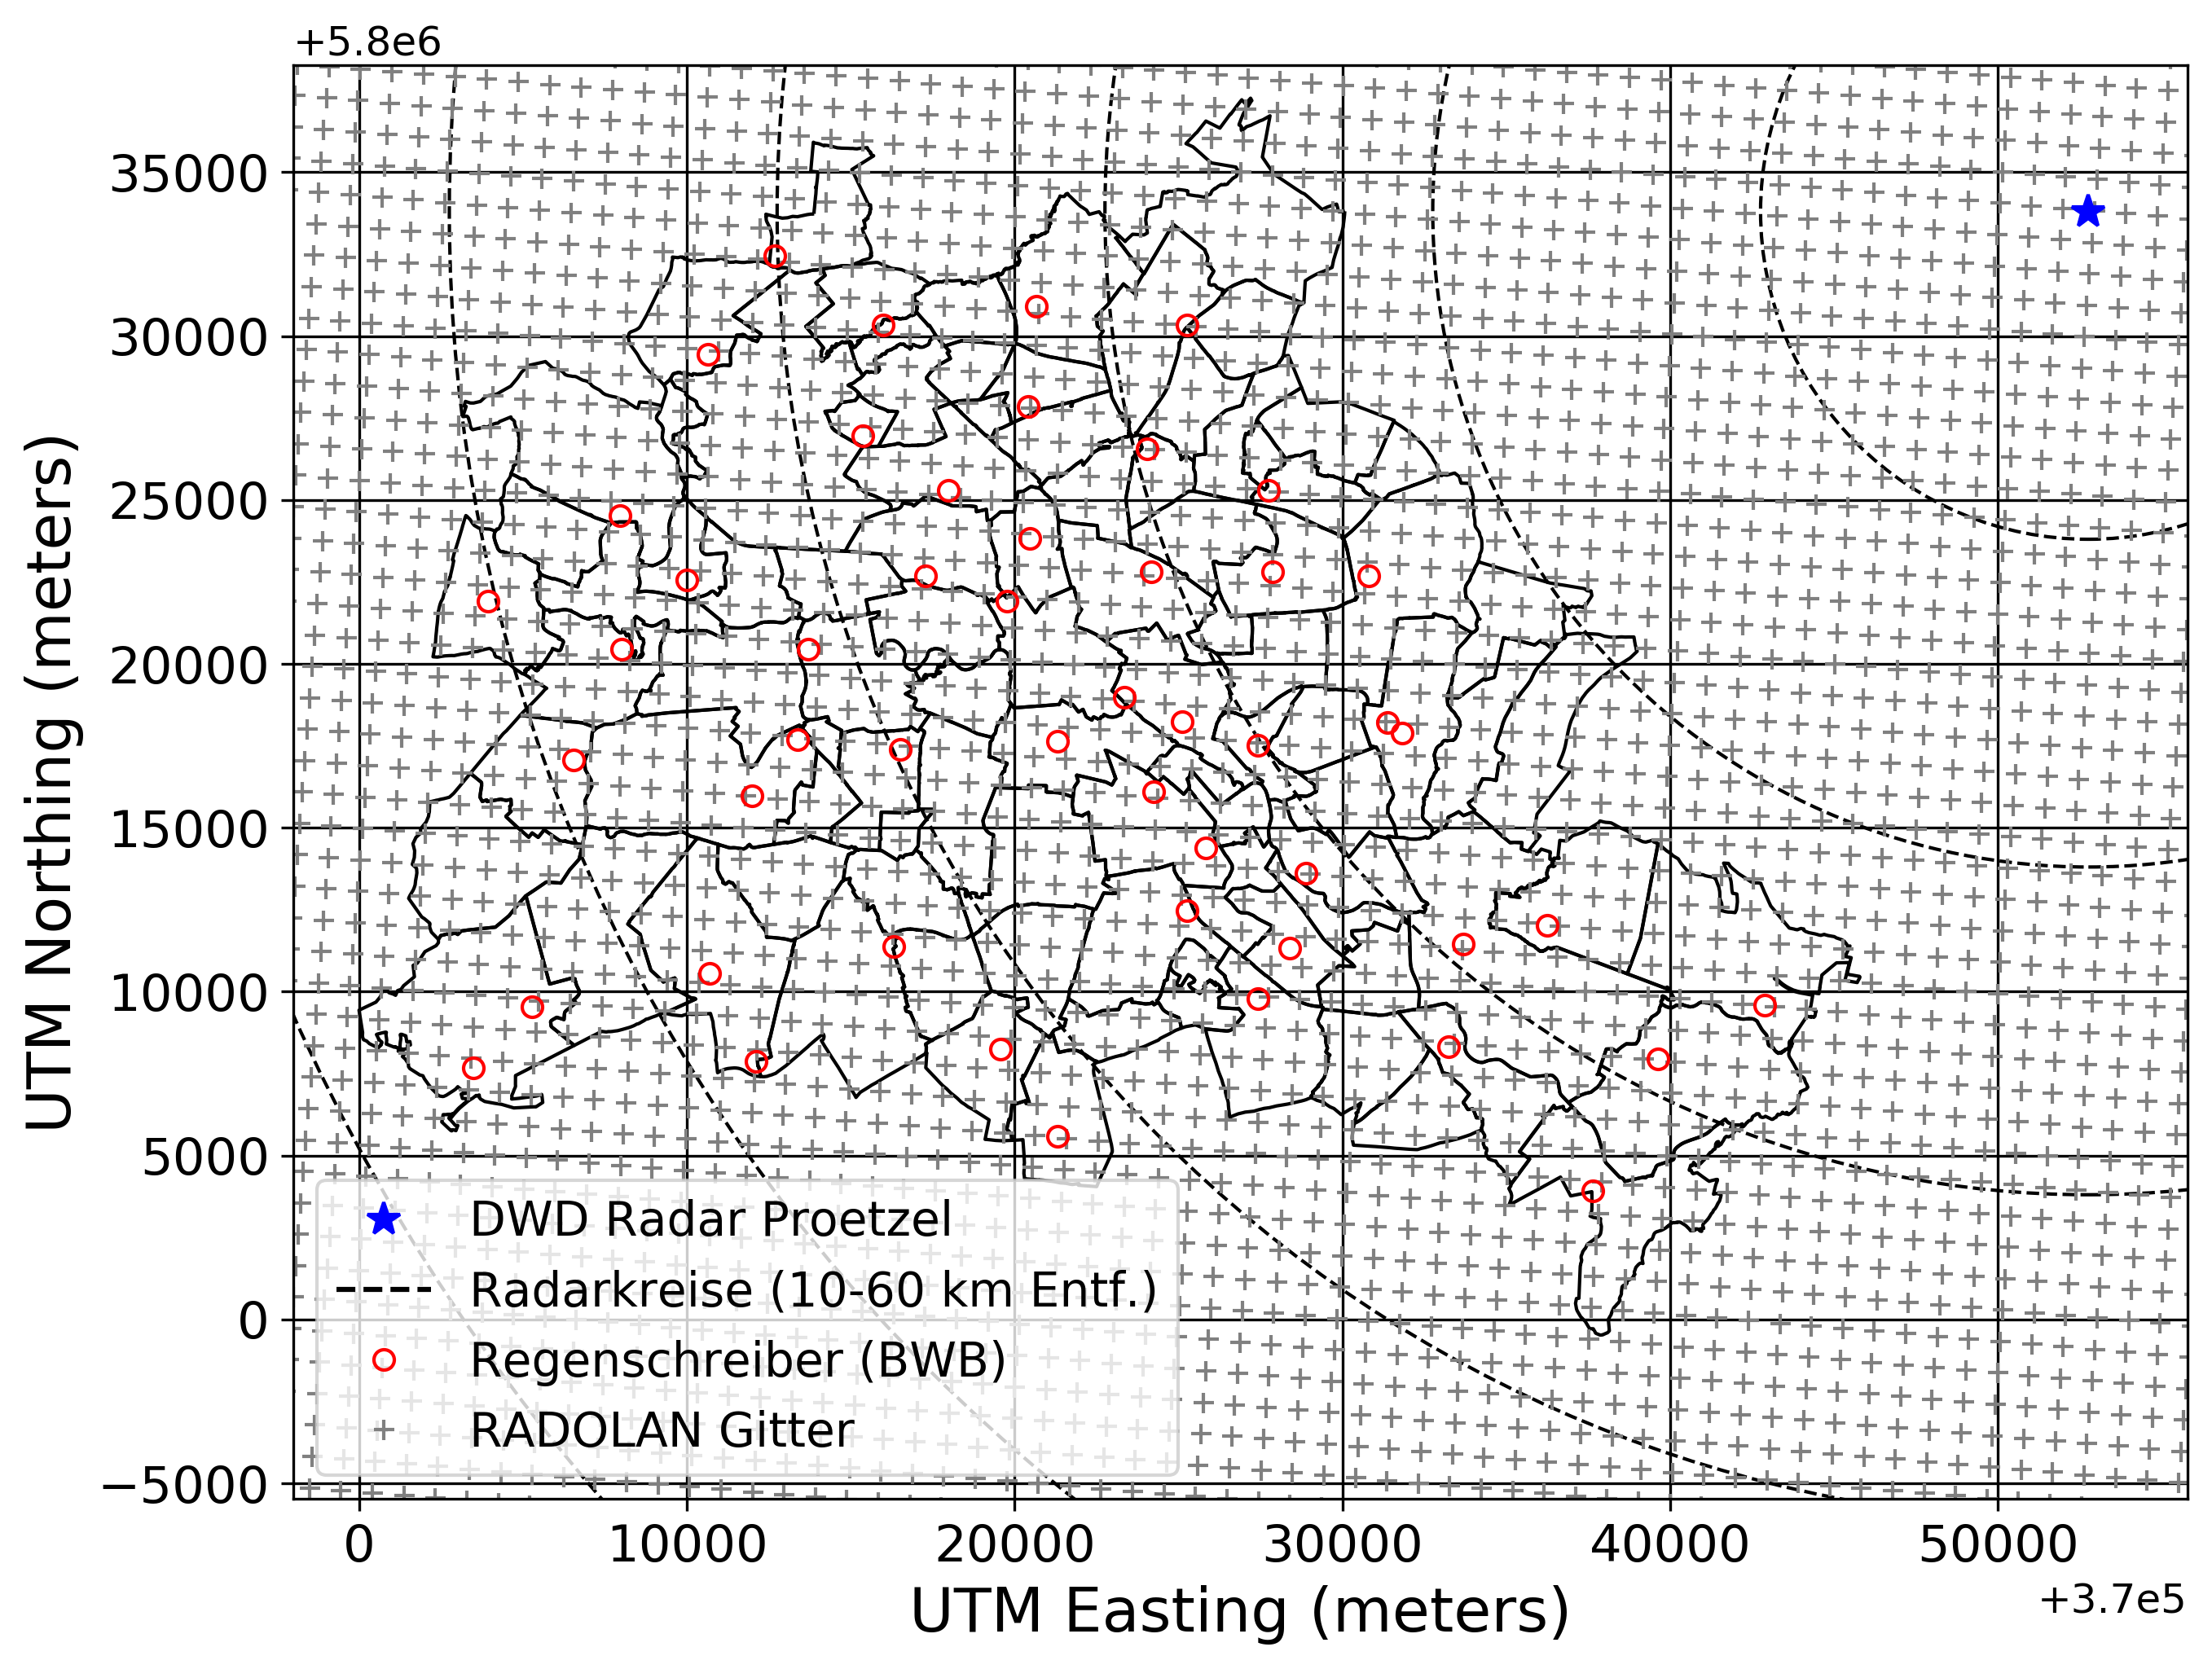 +5.8e6
35000
30000
25000
20000
15000
10000
5000
0
−5000
UTM Northing (meters)
DWD Radar Proetzel
Radarkreise (10-60 km Entf.)
Regenschreiber (BWB)
RADOLAN Gitter
0 10000 20000 30000 40000 50000
UTM Easting (meters)
+3.7e5